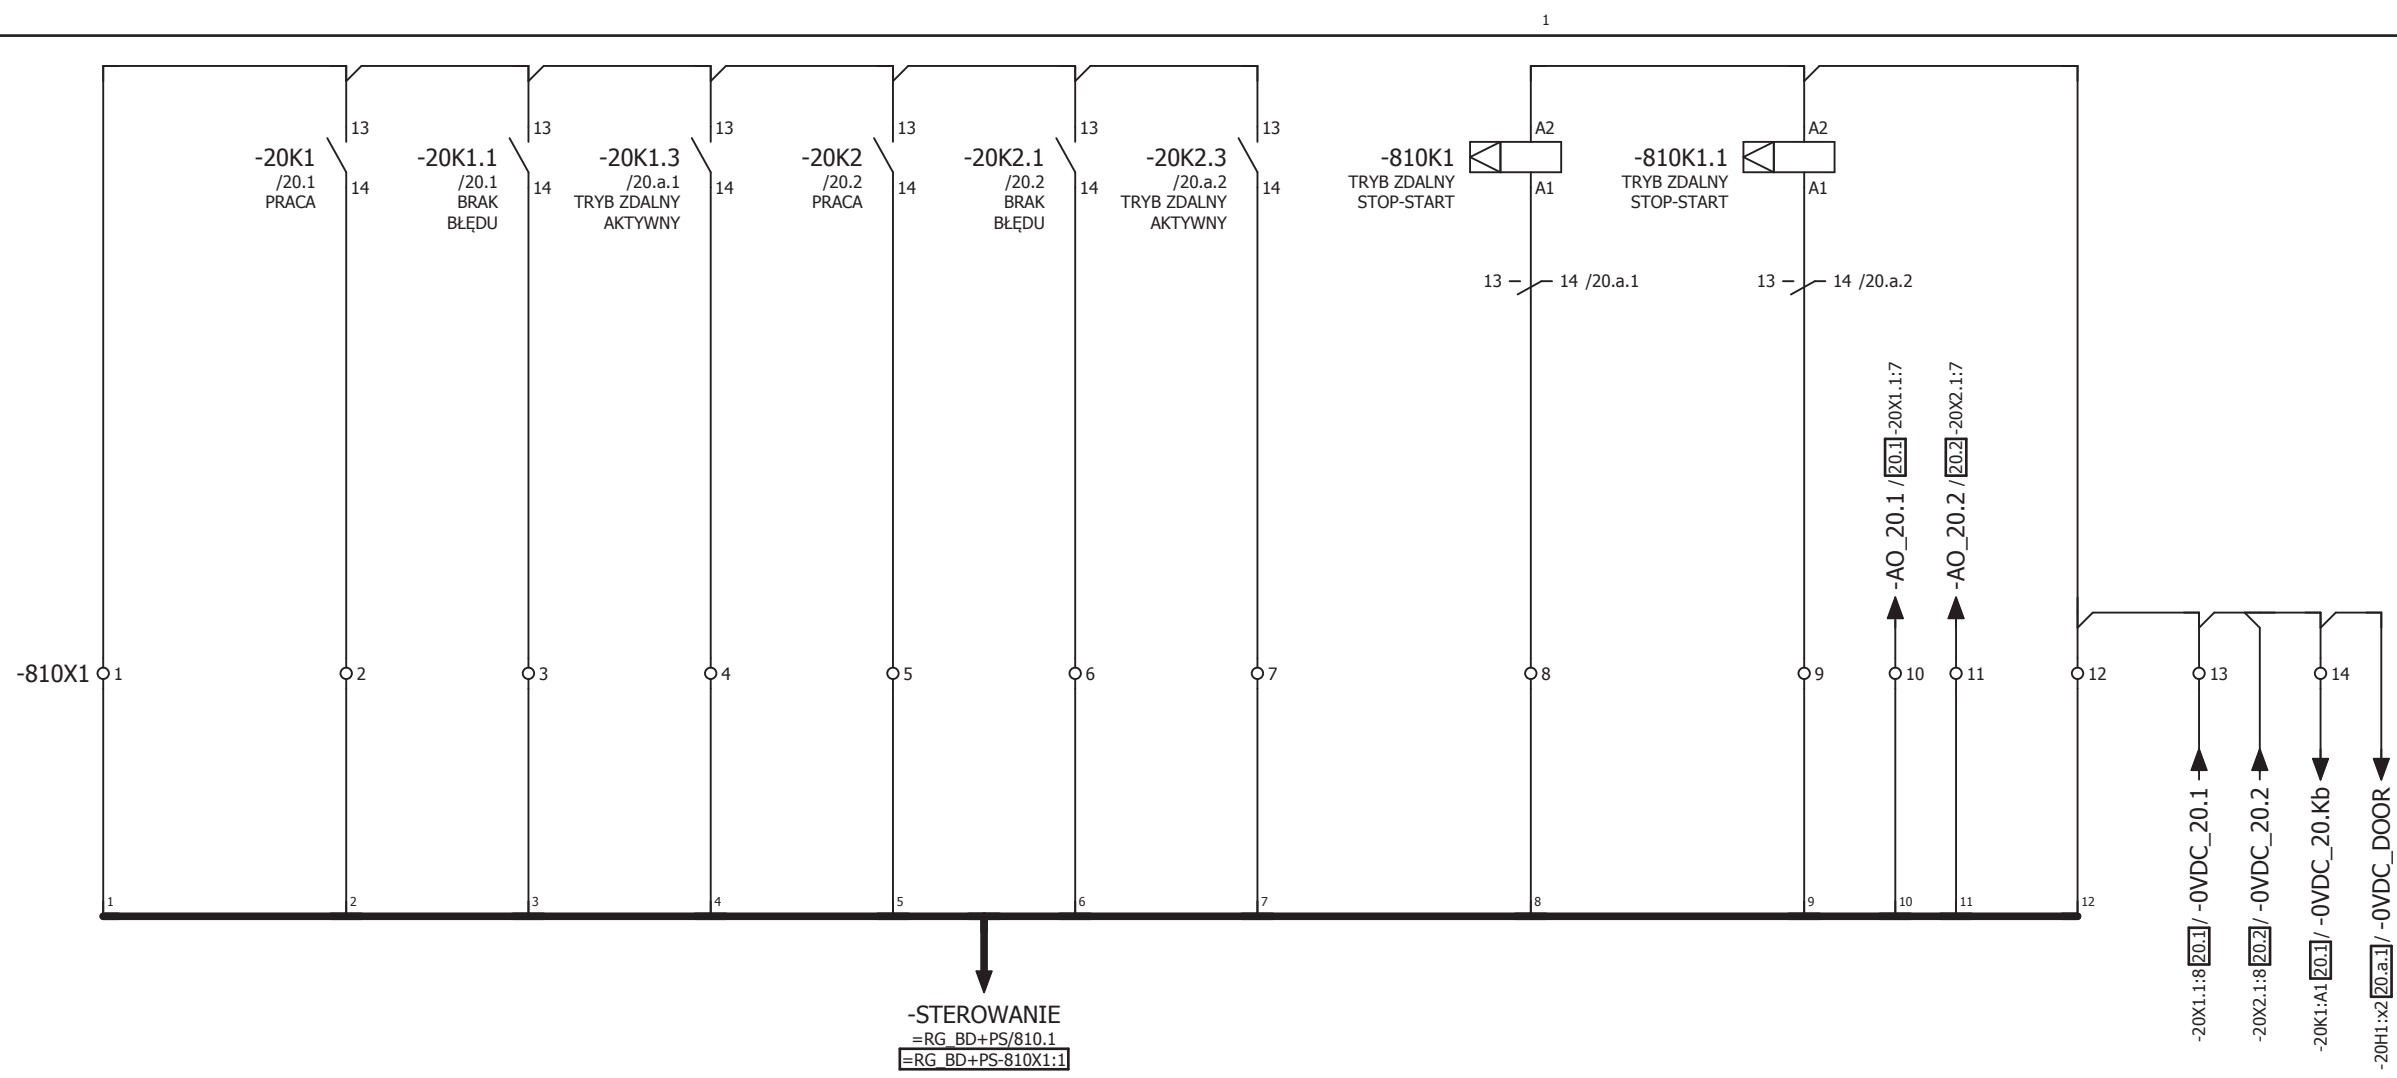 1
13
-20K1
/20.1
PRACA
14
13
-20K1.1
/20.1
BRAK
BŁĘDU
14
13
-20K1.3
/20.a.1
TRYB ZDALNY
AKTYWNY
14
13
-20K2
/20.2
PRACA
14
13
-20K2.1
/20.2
BRAK
BŁĘDU
14
13
-20K2.3
/20.a.2
TRYB ZDALNY
AKTYWNY
14
A2
-810K1
TRYB ZDALNY
STOP-START
A1
13 14 /20.a.1
A2
-810K1.1
TRYB ZDALNY
STOP-START
A1
13 14 /20.a.2
-AO_20.1 / 20.1 -20X1.1:7
-AO_20.2 / 20.2 -20X2.1:7
-810X1 1 2 3 4 5 6 7 8 9 10 11 12 13 14
1 2 3 4 5 6 7 8 9 10 11 12
-20X1.1:8 20.1 / -0VDC_20.1
-20X2.1:8 20.2 / -0VDC_20.2
-20K1:A1 20.1 / -0VDC_20.Kb
-20H1:x2 20.a.1 / -0VDC_DOOR
-STEROWANIE
=RG_BD+PS/810.1
=RG_BD+PS-810X1:1